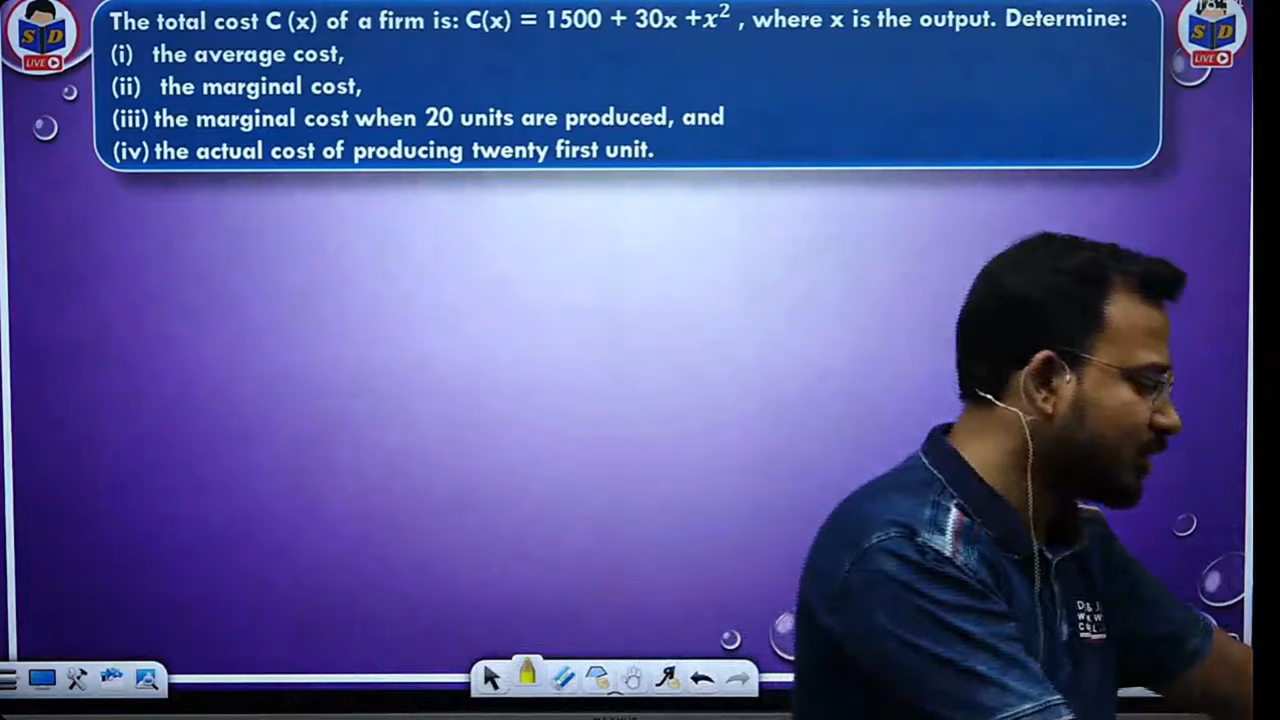 The total cost C (x) of a firm is: C(x) = 1500 + 30x +x² , where x is the output. Determine:
(i) the average cost,
(ii) the marginal cost,
(iii) the marginal cost when 20 units are produced, and
(iv) the actual cost of producing twenty first unit.
S D
LIVE
S D
LIVE